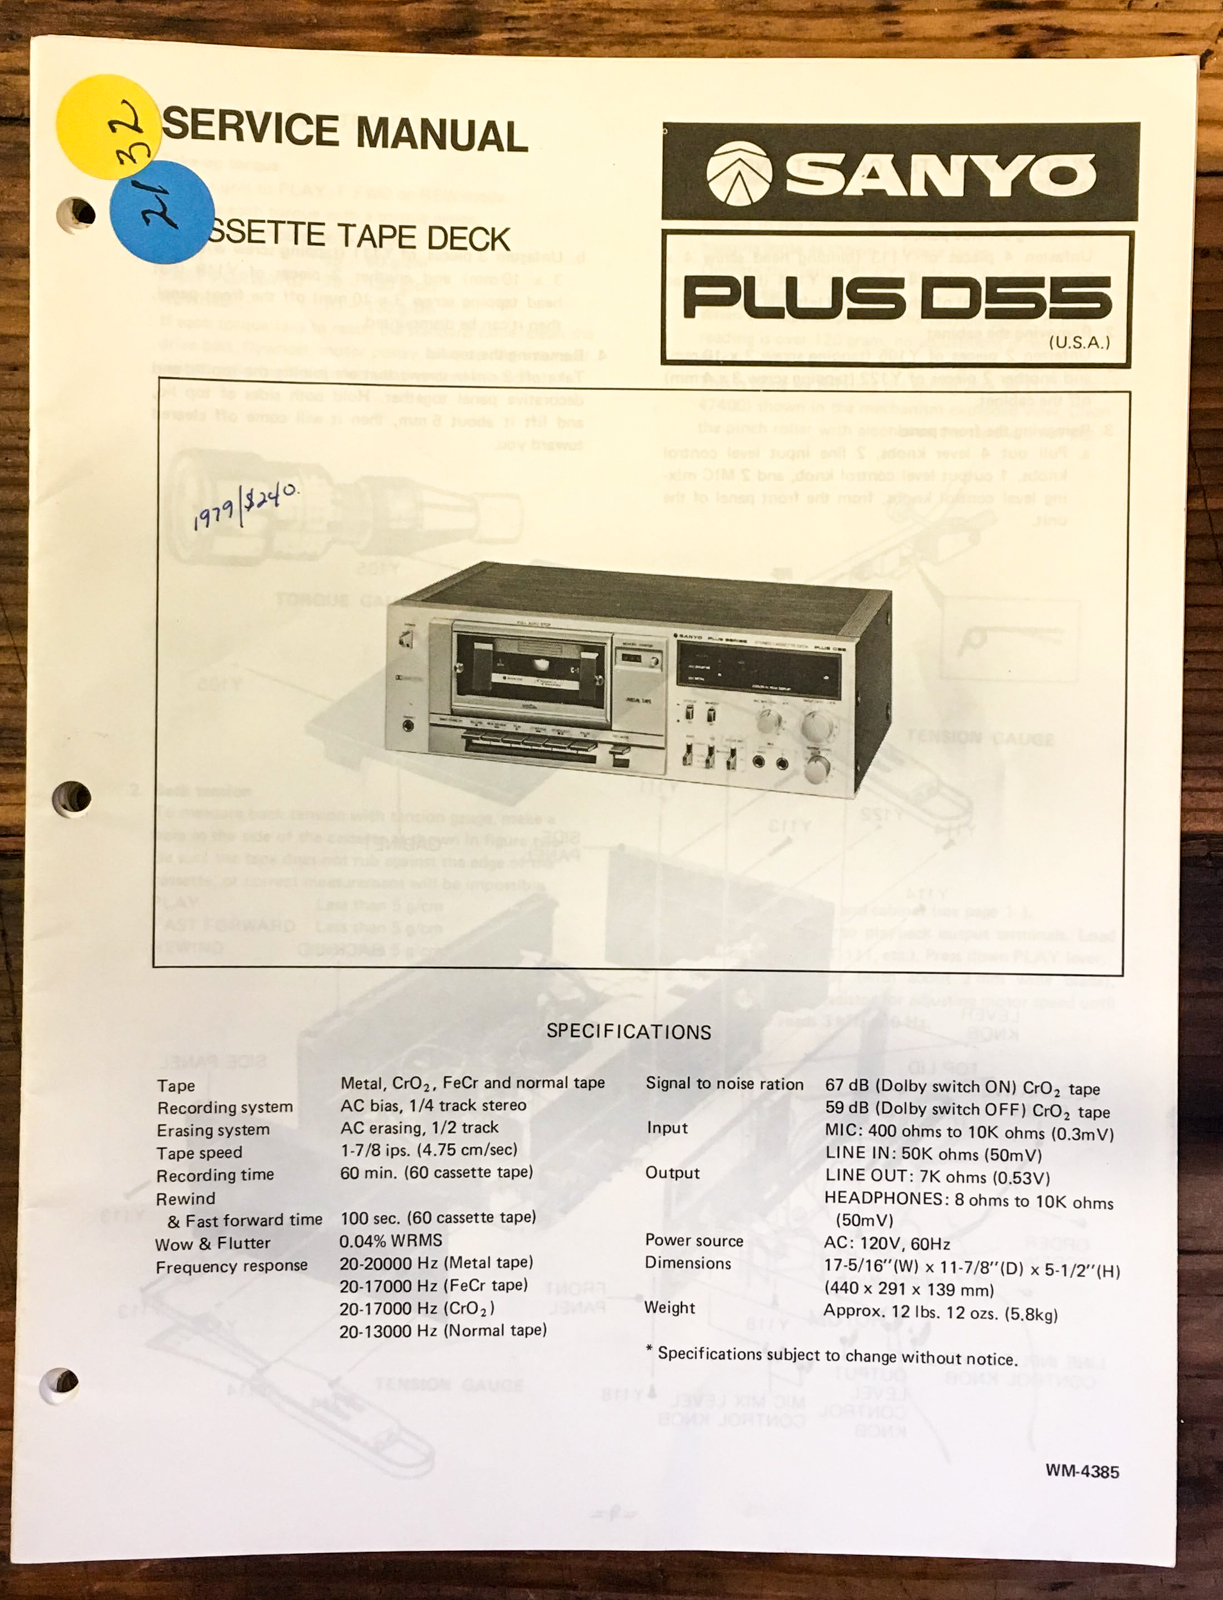 32
21
SERVICE MANUAL
SSETTE TAPE DECK
SANYO
PLUS D55
(U.S.A.)
1979/$240.
SPECIFICATIONS
Tape Metal, CrO₂, FeCr and normal tape
Recording system AC bias, 1/4 track stereo
Erasing system AC erasing, 1/2 track
Tape speed 1-7/8 ips. (4.75 cm/sec)
Recording time 60 min. (60 cassette tape)
Rewind
& Fast forward time 100 sec. (60 cassette tape)
Wow & Flutter 0.04% WRMS
Frequency response 20-20000 Hz (Metal tape)
20-17000 Hz (FeCr tape)
20-17000 Hz (CrO₂)
20-13000 Hz (Normal tape)
Signal to noise ration 67 dB (Dolby switch ON) CrO₂ tape
59 dB (Dolby switch OFF) CrO₂ tape
Input MIC: 400 ohms to 10K ohms (0.3mV)
LINE IN: 50K ohms (50mV)
Output LINE OUT: 7K ohms (0.53V)
HEADPHONES: 8 ohms to 10K ohms
(50mV)
Power source AC: 120V, 60Hz
Dimensions 17-5/16''(W) x 11-7/8''(D) x 5-1/2''(H)
(440 x 291 x 139 mm)
Weight Approx. 12 lbs. 12 ozs. (5.8kg)
* Specifications subject to change without notice.
WM-4385